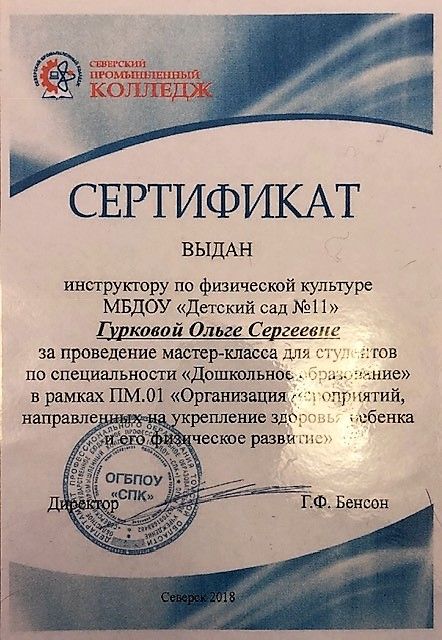 СЕВЕРСКИЙ
ПРОМЫШЛЕННЫЙ
КОЛЛЕДЖ
СЕРТИФИКАТ
ВЫДАН
инструктору по физической культуре
МБДОУ «Детский сад №11»
Гурковой Ольге Сергеевне
за проведение мастер-класса для студентов
по специальности «Дошкольное образование»
в рамках ПМ.01 «Организация мероприятий,
направленных на укрепление здоровья ребенка
и его физическое развитие»
ОГБПОУ
«СПК»
Директор Г.Ф. Бенсон
Северск 2018